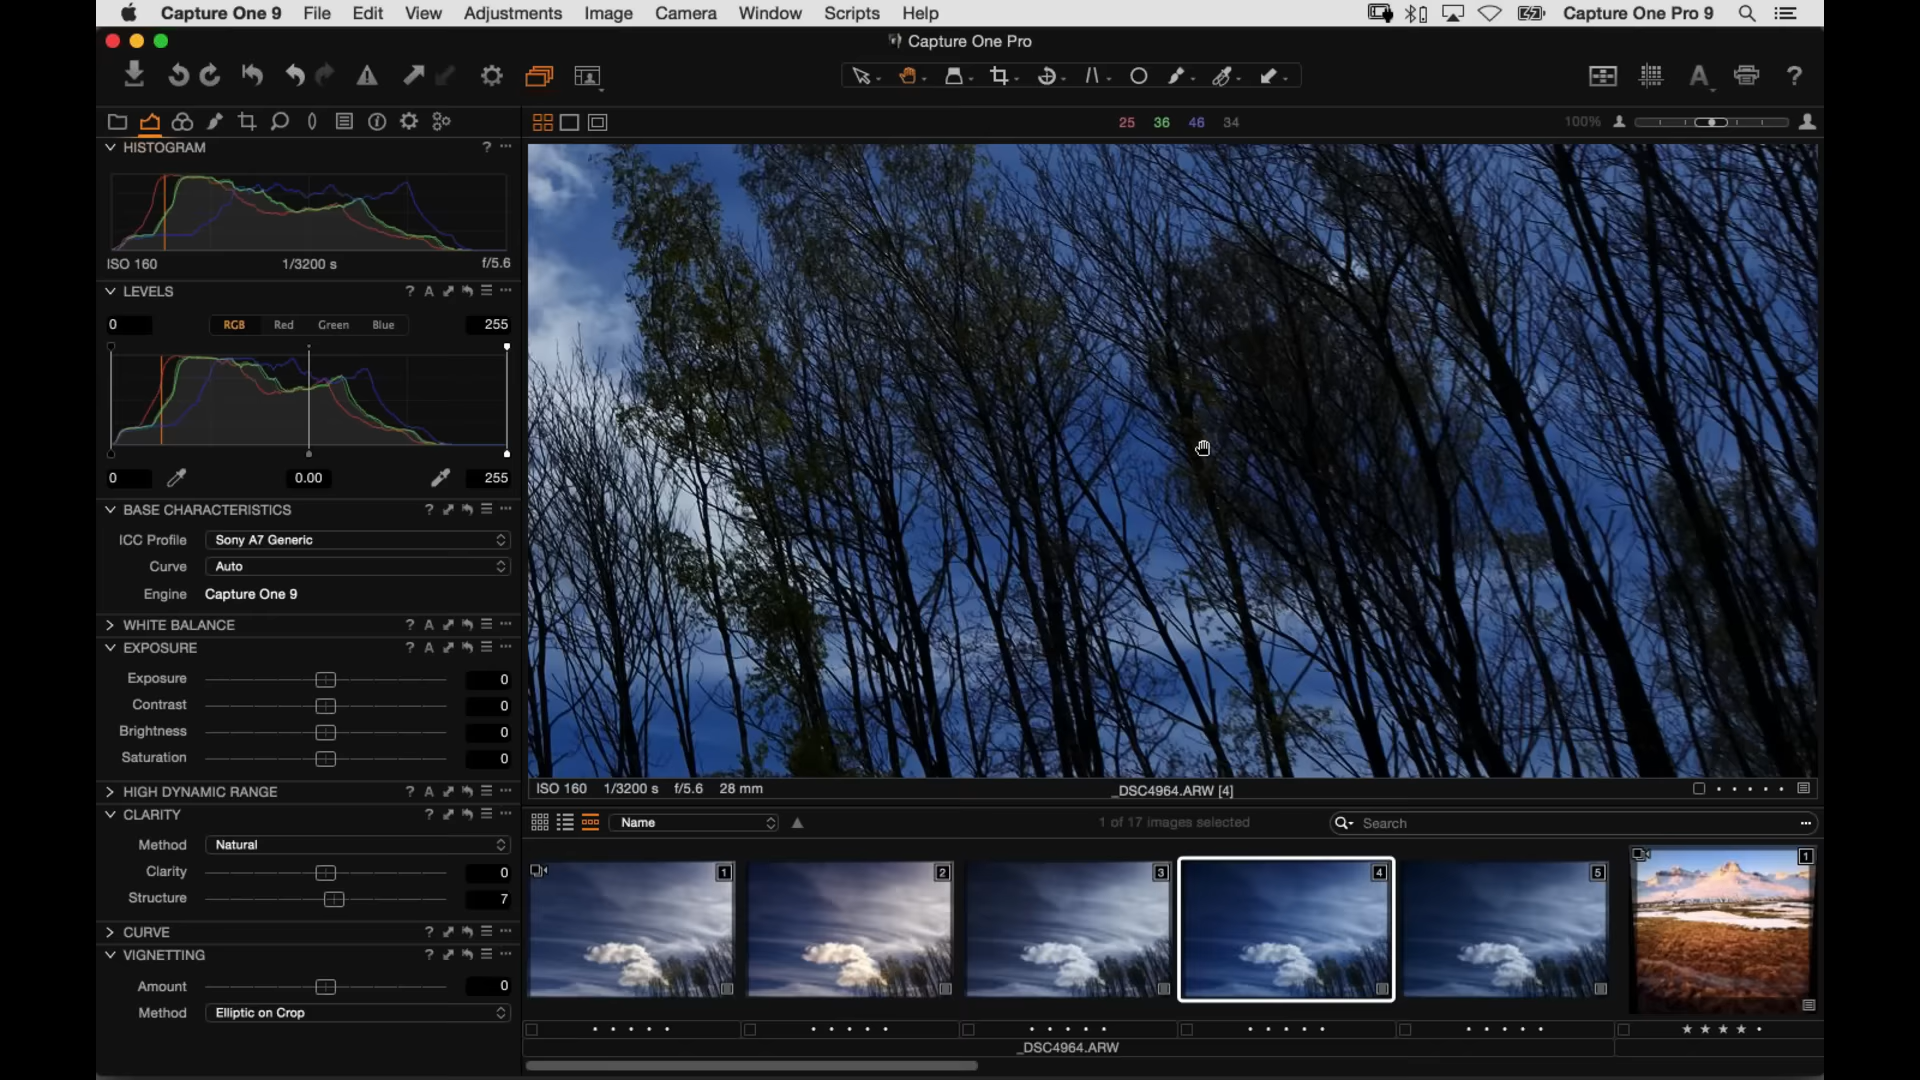 Capture One 9 File Edit View Adjustments Image Camera Window Scripts Help Capture One Pro 9
Capture One Pro
A ?
25 36 46 34 100%
HISTOGRAM ?
ISO 160 1/3200 s f/5.6
LEVELS ? A
0 RGB Red Green Blue 255
0 0.00 255
BASE CHARACTERISTICS ?
ICC Profile Sony A7 Generic
Curve Auto
Engine Capture One 9
WHITE BALANCE ? A
EXPOSURE ? A
Exposure 0
Contrast 0
Brightness 0
Saturation 0
HIGH DYNAMIC RANGE ? A
CLARITY ?
Method Natural
Clarity 0
Structure 7
CURVE ?
VIGNETTING ?
Amount 0
Method Elliptic on Crop
ISO 160 1/3200 s f/5.6 28 mm _DSC4964.ARW [4]
Name 1 of 17 images selected Search
1 2 3 4 5 1
_DSC4964.ARW